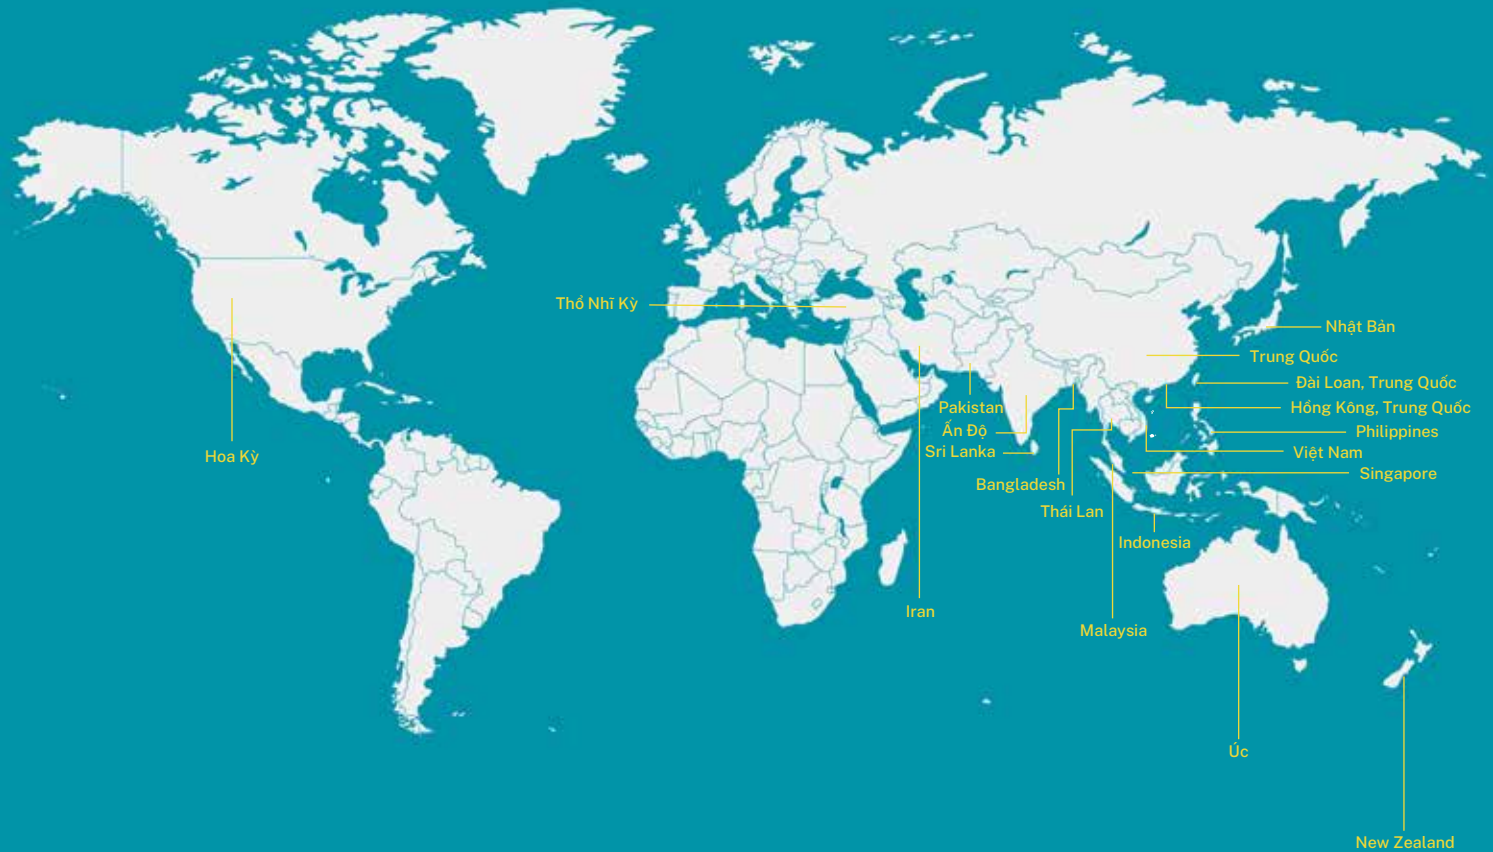 Thổ Nhĩ Kỳ
Nhật Bản
Trung Quốc
Đài Loan, Trung Quốc
Pakistan
Hồng Kông, Trung Quốc
Ấn Độ
Philippines
Sri Lanka
Việt Nam
Hoa Kỳ
Singapore
Bangladesh
Thái Lan
Indonesia
Iran
Malaysia
Úc
New Zealand